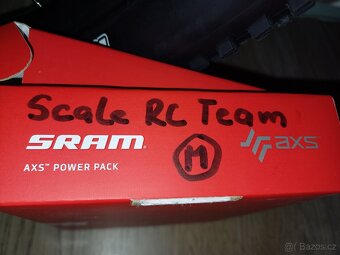 Scale RC Team
SRAM
AXS™ POWER PACK
M
axs
Bazos.cz